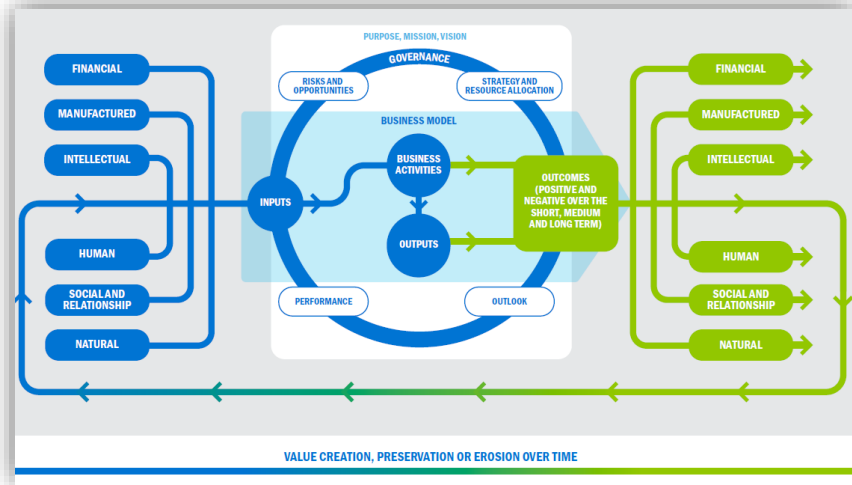 PURPOSE, MISSION, VISION
GOVERNANCE
FINANCIAL
MANUFACTURED
INTELLECTUAL
HUMAN
SOCIAL AND
RELATIONSHIP
NATURAL
RISKS AND
OPPORTUNITIES
STRATEGY AND
RESOURCE ALLOCATION
BUSINESS MODEL
INPUTS
BUSINESS
ACTIVITIES
OUTPUTS
OUTCOMES
(POSITIVE AND
NEGATIVE OVER THE
SHORT, MEDIUM
AND LONG TERM)
PERFORMANCE
OUTLOOK
FINANCIAL
MANUFACTURED
INTELLECTUAL
HUMAN
SOCIAL AND
RELATIONSHIP
NATURAL
VALUE CREATION, PRESERVATION OR EROSION OVER TIME